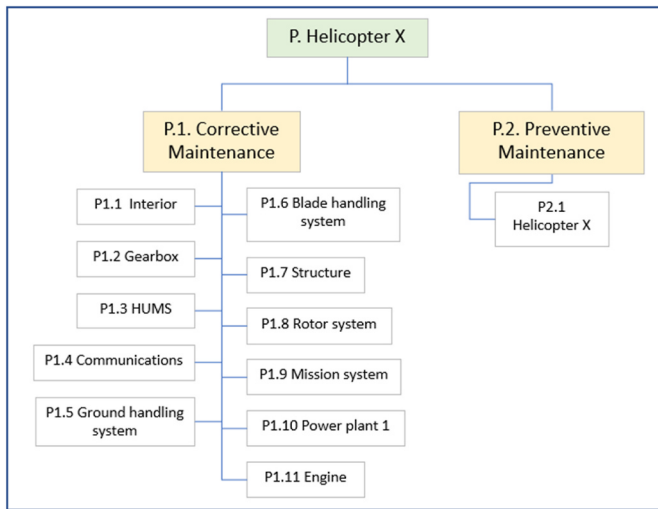 P. Helicopter X
P.1. Corrective
Maintenance
P.2. Preventive
Maintenance
P1.1 Interior
P1.2 Gearbox
P1.3 HUMS
P1.4 Communications
P1.5 Ground handling
system
P1.6 Blade handling
system
P1.7 Structure
P1.8 Rotor system
P1.9 Mission system
P1.10 Power plant 1
P1.11 Engine
P2.1
Helicopter X